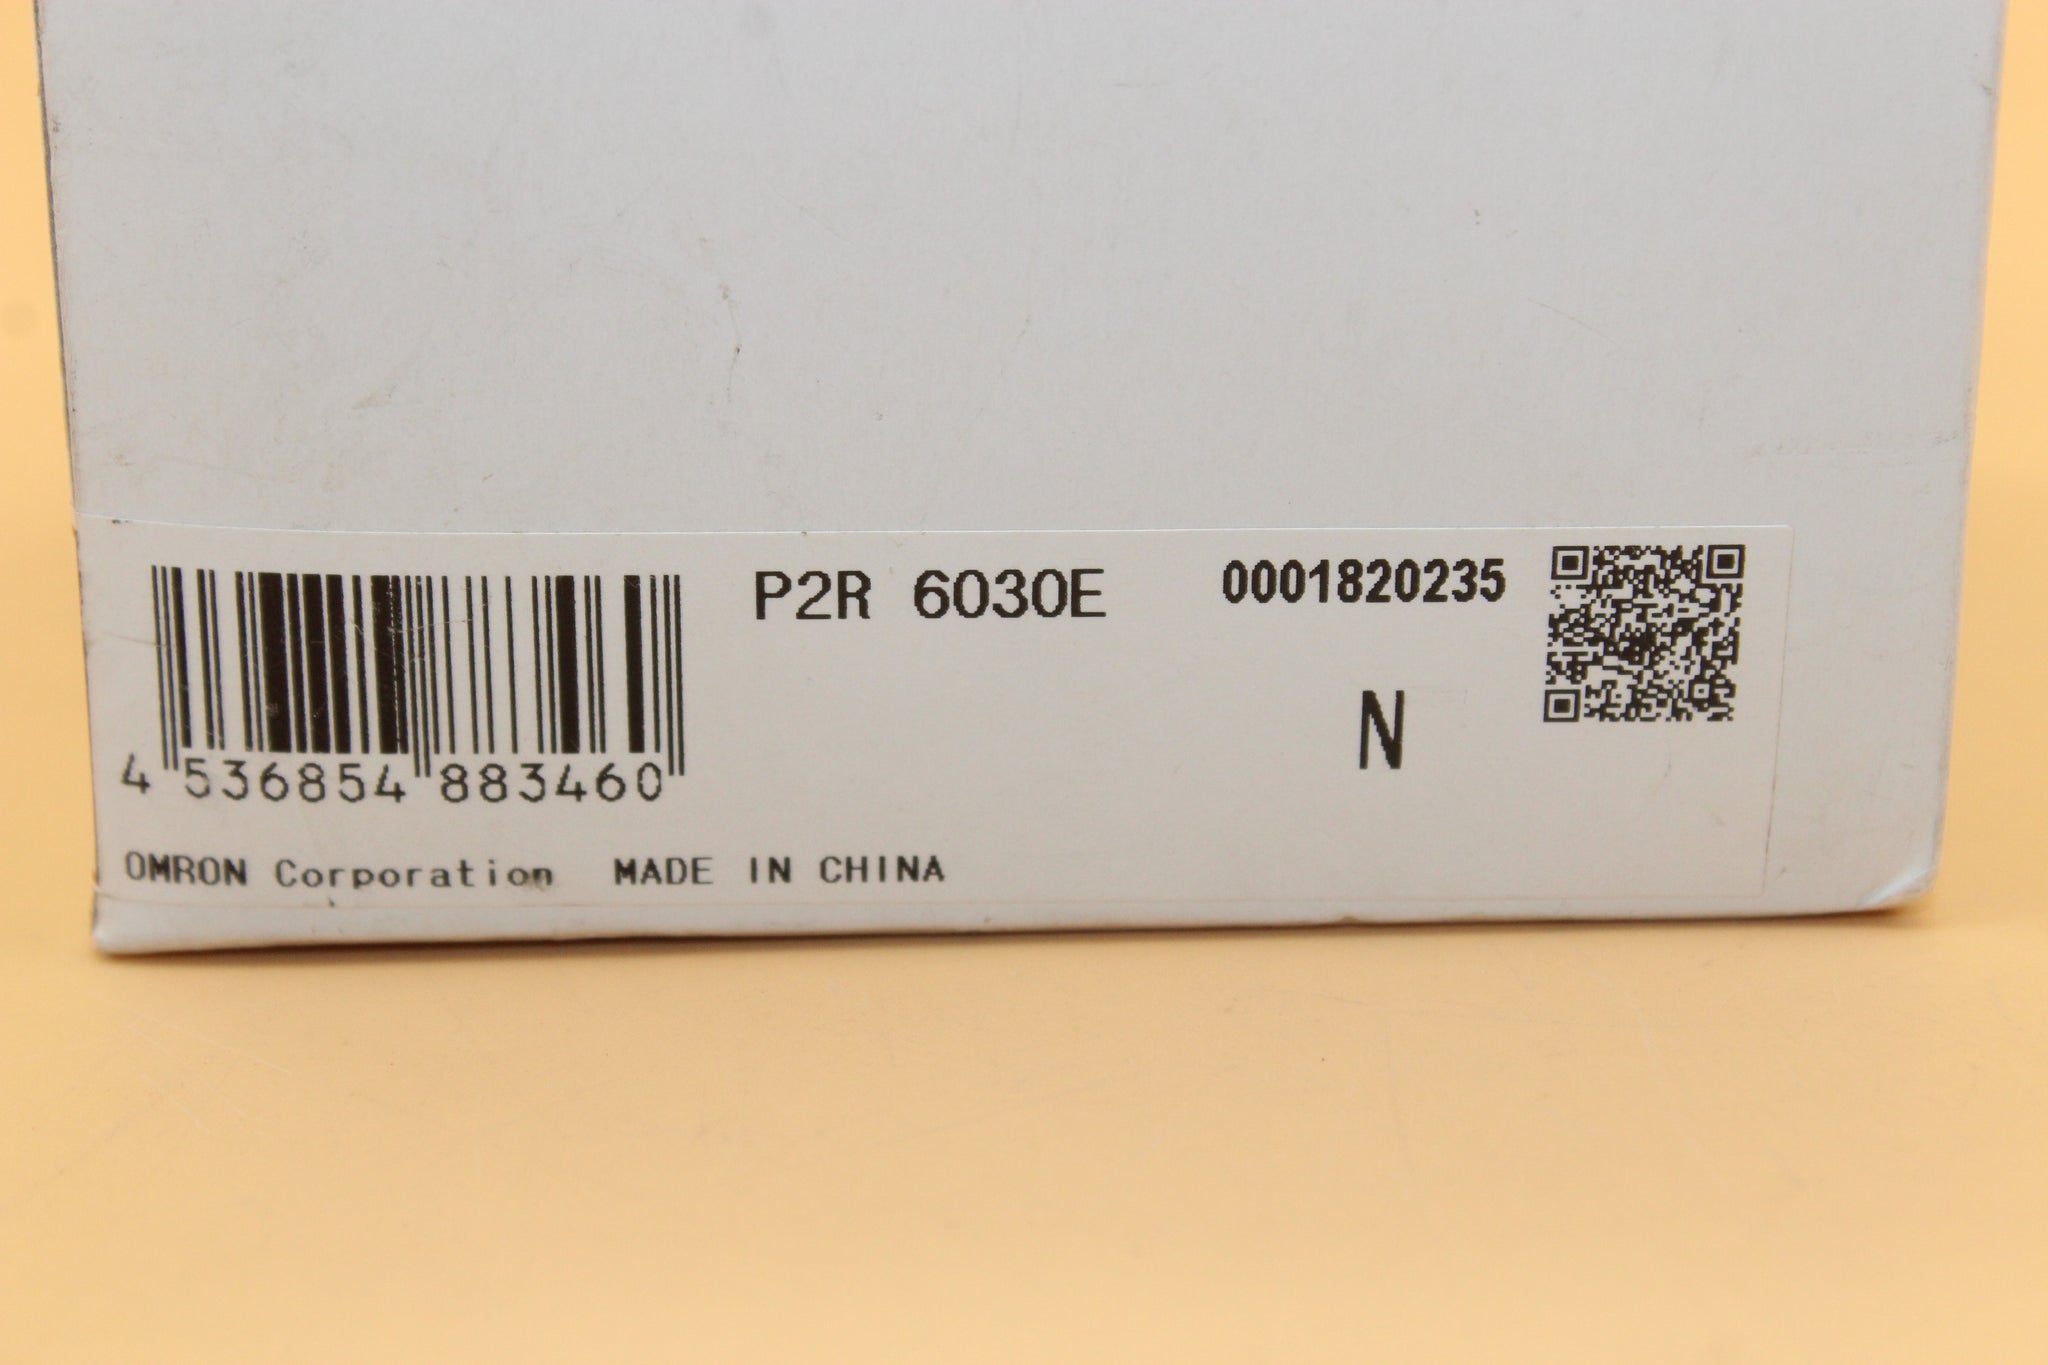 P2R 6030E 0001820235
N
4 536854 883460
OMRON Corporation MADE IN CHINA